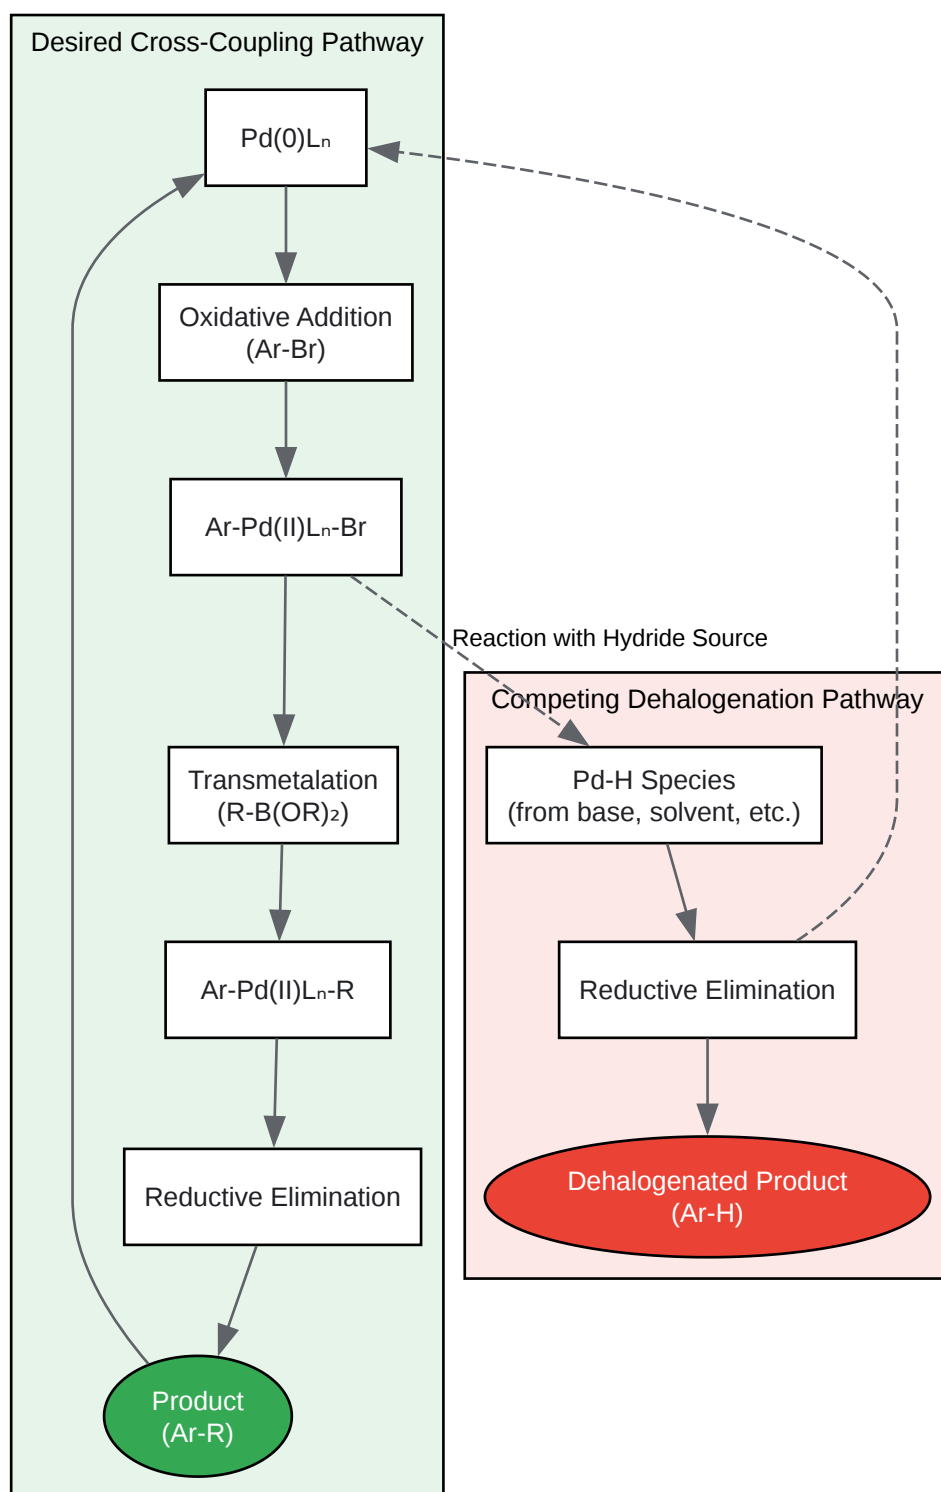 Desired Cross-Coupling Pathway
Pd(0)Lₙ
Oxidative Addition
(Ar-Br)
Ar-Pd(II)Lₙ-Br
Reaction with Hydride Source
Competing Dehalogenation Pathway
Transmetalation
(R-B(OR)₂)
Pd-H Species
(from base, solvent, etc.)
Ar-Pd(II)Lₙ-R
Reductive Elimination
Reductive Elimination
Dehalogenated Product
(Ar-H)
Product
(Ar-R)